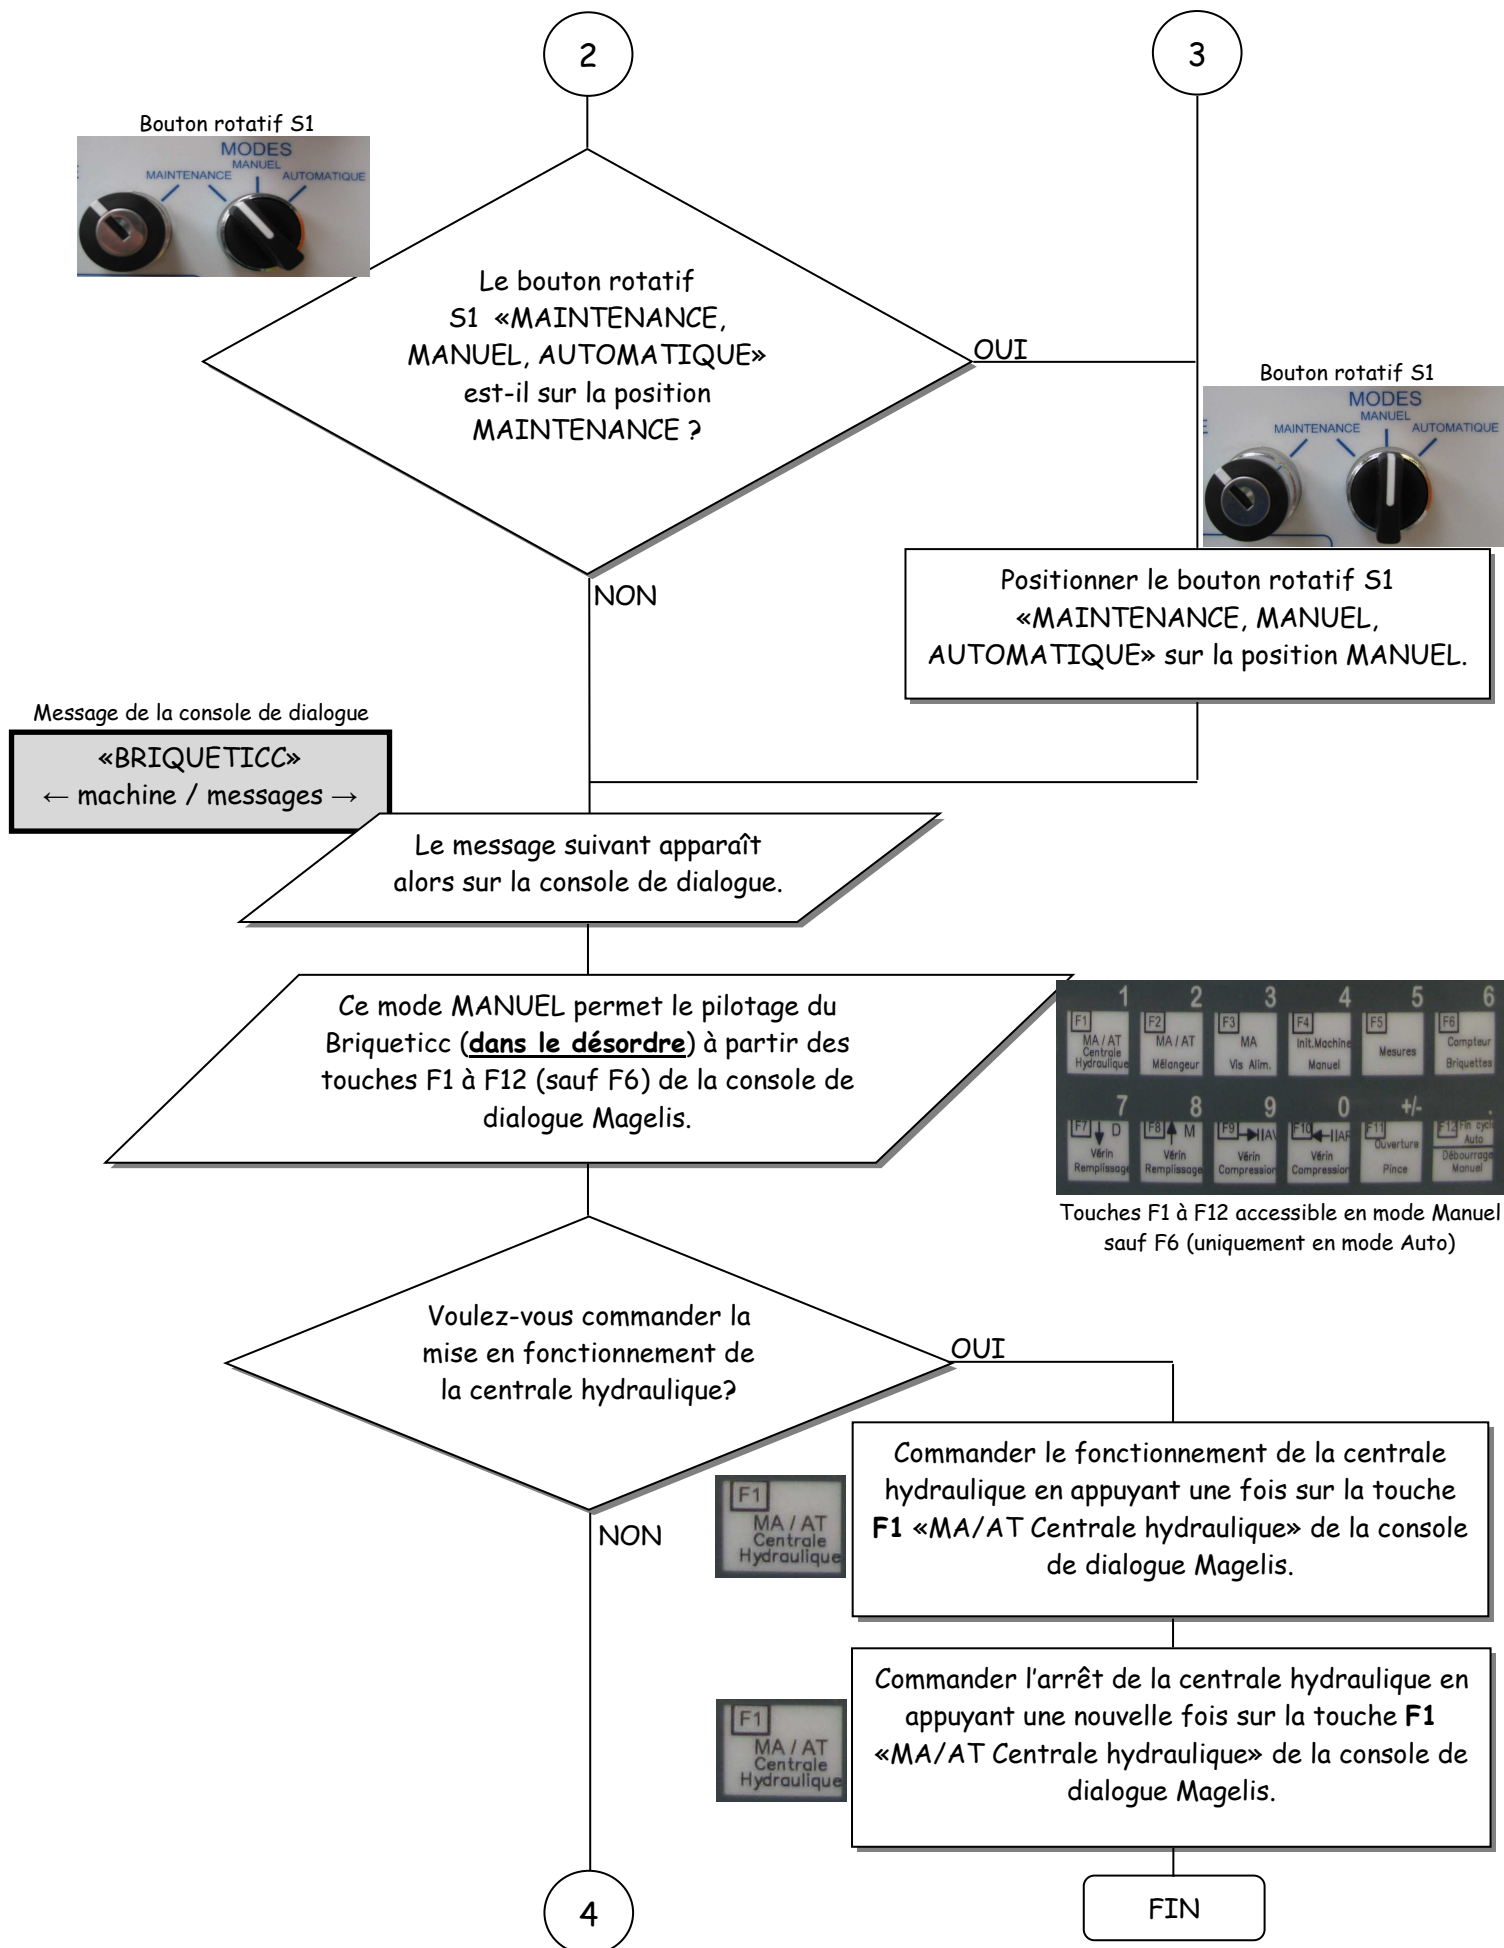 2
3
Bouton rotatif S1
MODES
MANUEL
MAINTENANCE
AUTOMATIQUE
Le bouton rotatif
S1 «MAINTENANCE,
MANUEL, AUTOMATIQUE»
est-il sur la position
MAINTENANCE ?
OUI
NON
Bouton rotatif S1
MODES
MANUEL
MAINTENANCE
AUTOMATIQUE
Positionner le bouton rotatif S1
«MAINTENANCE, MANUEL,
AUTOMATIQUE» sur la position MANUEL.
Message de la console de dialogue
«BRIQUETICC»
← machine / messages →
Le message suivant apparaît
alors sur la console de dialogue.
Ce mode MANUEL permet le pilotage du
Briqueticc (dans le désordre) à partir des
touches F1 à F12 (sauf F6) de la console de
dialogue Magelis.
1 2 3 4 5 6
F1 MA / AT Centrale Hydraulique
F2 MA / AT Mélangeur
F3 MA Vis Alim.
F4 Init.Machine Manuel
F5 Mesures
F6 Compteur Briquettes
7 8 9 0 +/- .
F7 ↓ D Vérin Remplissage
F8 ↑ M Vérin Remplissage
F9 AV Vérin Compression
F10 AR Vérin Compression
F11 Ouverture Pince
F12 Fin cycle Auto Débourrage Manuel
Touches F1 à F12 accessible en mode Manuel
sauf F6 (uniquement en mode Auto)
Voulez-vous commander la
mise en fonctionnement de
la centrale hydraulique?
OUI
NON
F1
MA / AT
Centrale
Hydraulique
Commander le fonctionnement de la centrale
hydraulique en appuyant une fois sur la touche
F1 «MA/AT Centrale hydraulique» de la console
de dialogue Magelis.
F1
MA / AT
Centrale
Hydraulique
Commander l'arrêt de la centrale hydraulique en
appuyant une nouvelle fois sur la touche F1
«MA/AT Centrale hydraulique» de la console de
dialogue Magelis.
4
FIN